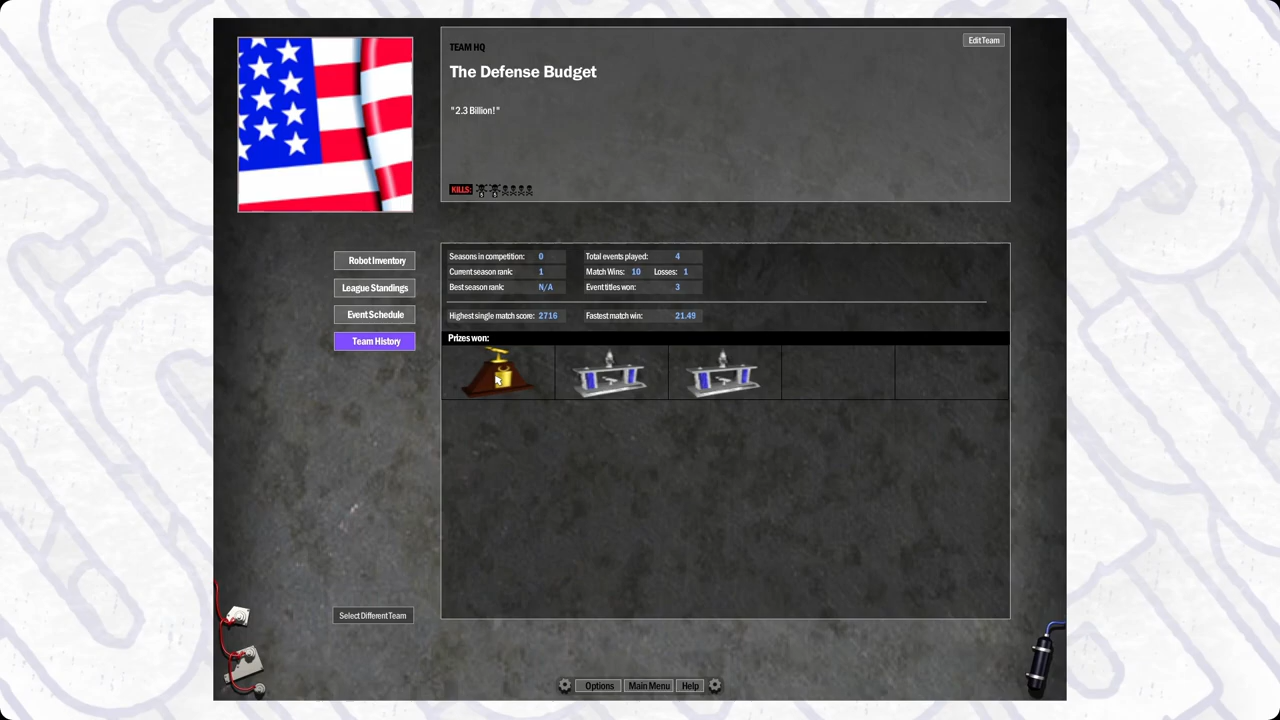 Edit Team
TEAM HQ
The Defense Budget
"2.3 Billion!"
KILLS:
Robot Inventory
League Standings
Event Schedule
Team History
Seasons in competition: 0
Total events played: 4
Current season rank: 1
Match Wins: 10 Losses: 1
Best season rank: N/A
Event titles won: 3
Highest single match score: 2716
Fastest match win: 21.49
Prizes won:
Select Different Team
Options
Main Menu
Help